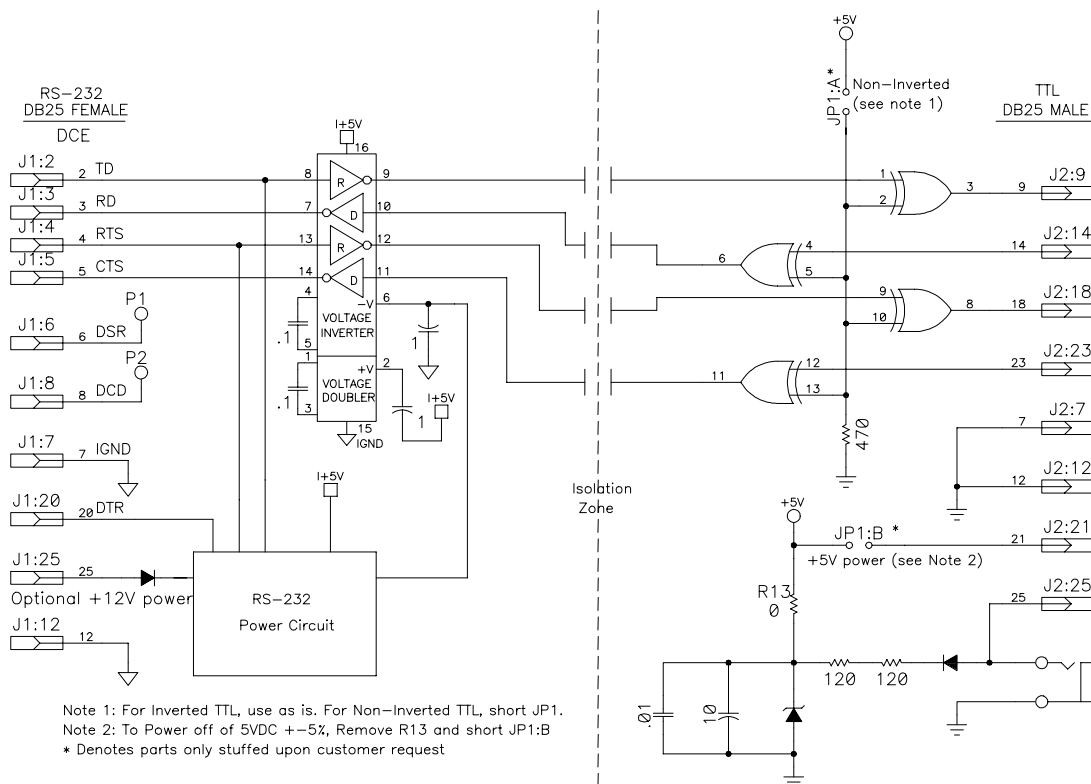 RS-232
DB25 FEMALE
DCE
J1:2
2 TD
J1:3
3 RD
J1:4
4 RTS
J1:5
5 CTS
J1:6
6 DSR
P1
J1:8
8 DCD
P2
J1:7
7 IGND
J1:20
20 DTR
J1:25
25
Optional +12V power
J1:12
12
I+5V
16
8 R 9
7 D 10
13 R 12
14 D 11
4
-V 6
VOLTAGE
INVERTER
.1
5
1
1
+V 2
VOLTAGE
DOUBLER
.1
3
1
I+5V
15
IGND
I+5V
RS-232
Power Circuit
Isolation
Zone
+5V
JP1:A*
Non-Inverted
(see note 1)
TTL
DB25 MALE
1
2
3
9
J2:9
6
4
5
14
J2:14
9
10
8
18
J2:18
11
12
13
23
J2:23
470
7
J2:7
12
J2:12
+5V
JP1:B *
+5V power (see Note 2)
21
J2:21
R13
0
25
J2:25
120
120
.01
10
Note 1: For Inverted TTL, use as is. For Non-Inverted TTL, short JP1.
Note 2: To Power off of 5VDC +-5%, Remove R13 and short JP1:B
* Denotes parts only stuffed upon customer request